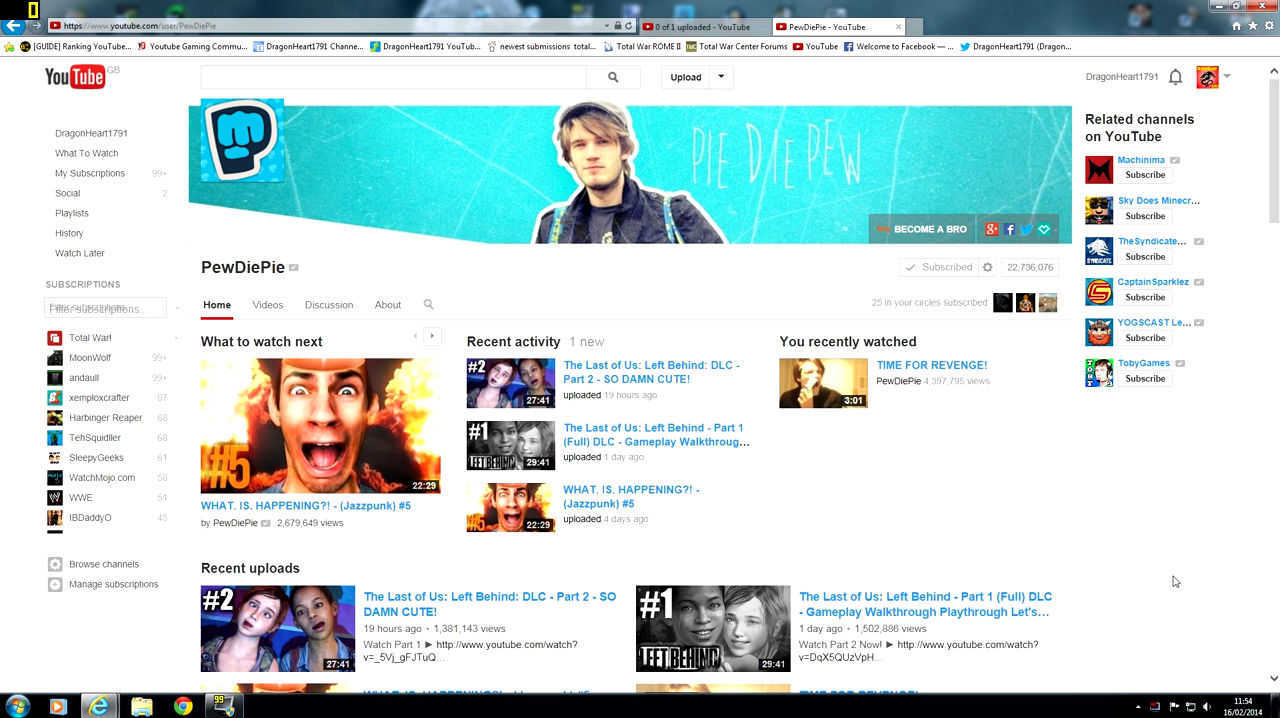 0
https://www.youtube.com/user/PewDiePie
0 of 1 uploaded - YouTube
PewDiePie - YouTube
[GUIDE] Ranking YouTube...
Youtube Gaming Commu...
DragonHeart1791 Channe...
DragonHeart1791 YouTub...
newest submissions total...
Total War ROME II
Total War Center Forums
YouTube
Welcome to Facebook — ...
DragonHeart1791 (Dragon...
YouTube GB
Upload
DragonHeart1791
DragonHeart1791
What To Watch
My Subscriptions 99+
Social 2
Playlists
History
Watch Later
SUBSCRIPTIONS
Filter subscriptions...
Total War!
MoonWolf 99+
andaull 99+
xemploxcrafter 87
Harbinger Reaper 68
TehSquidller 68
SleepyGeeks 61
WatchMojo.com 58
WWE 51
IBDaddyO 45
Browse channels
Manage subscriptions
PIE DIE PEW
BECOME A BRO
PewDiePie
Subscribed
22,736,076
Home
Videos
Discussion
About
25 in your circles subscribed
What to watch next
#5
22:29
WHAT. IS. HAPPENING?! - (Jazzpunk) #5
by PewDiePie 2,679,649 views
Recent activity 1 new
#2
27:41
The Last of Us: Left Behind: DLC -
Part 2 - SO DAMN CUTE!
uploaded 19 hours ago
#1
LEFT BEHIND
29:41
The Last of Us: Left Behind - Part 1
(Full) DLC - Gameplay Walkthroug...
uploaded 1 day ago
#5
22:29
WHAT. IS. HAPPENING?! -
(Jazzpunk) #5
uploaded 4 days ago
You recently watched
3:01
TIME FOR REVENGE!
PewDiePie 4,397,795 views
Recent uploads
#2
27:41
The Last of Us: Left Behind: DLC - Part 2 - SO
DAMN CUTE!
19 hours ago • 1,381,143 views
Watch Part 1 ► http://www.youtube.com/watch?
v=_5Vj_gFJTuQ...
#1
LEFT BEHIND
29:41
The Last of Us: Left Behind - Part 1 (Full) DLC
- Gameplay Walkthrough Playthrough Let's...
1 day ago • 1,502,886 views
Watch Part 2 Now! ► http://www.youtube.com/watch?
v=DqX5QUzVpH...
Related channels
on YouTube
Machinima
Subscribe
Sky Does Minecr...
Subscribe
SYNDICATE
TheSyndicate...
Subscribe
CaptainSparklez
Subscribe
YOGSCAST Le...
Subscribe
TOBY
TobyGames
Subscribe
99
11:54
16/02/2014